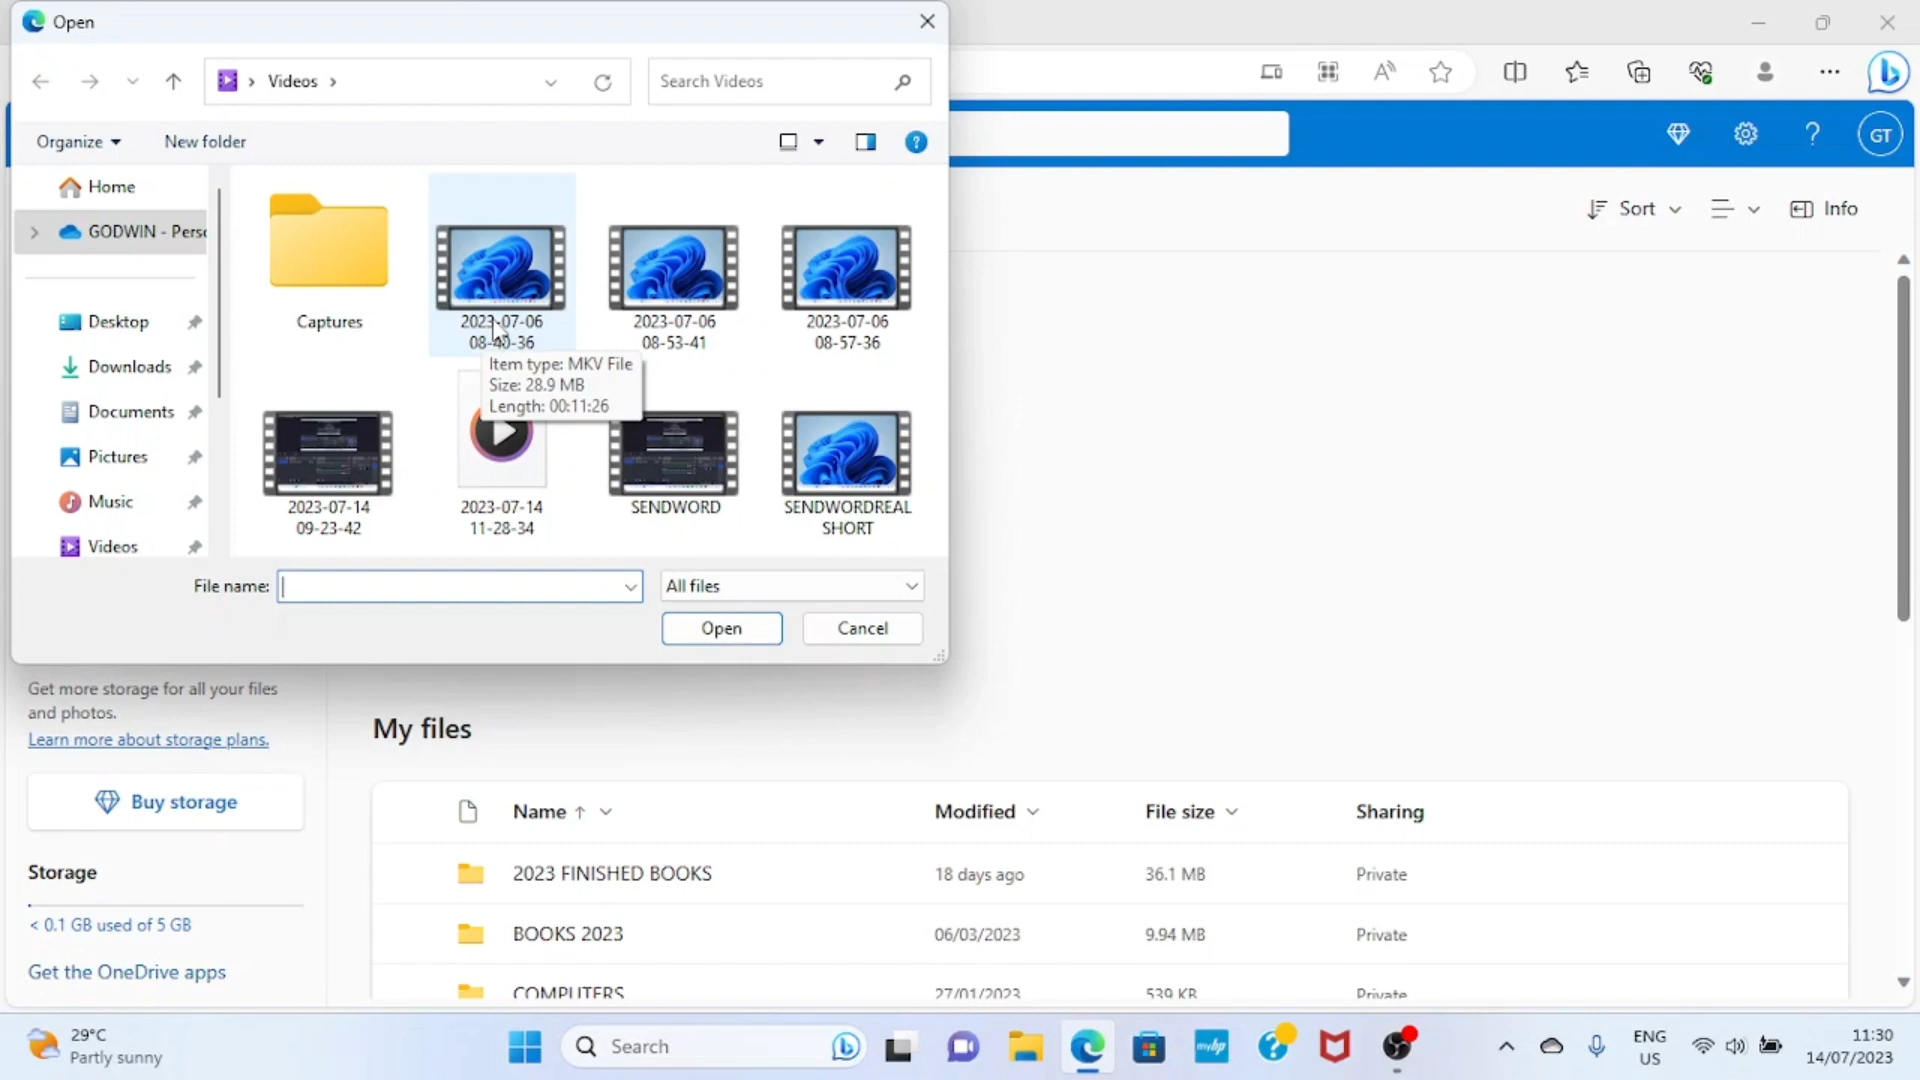 Open
Videos
Search Videos
Organize
New folder
Home
GODWIN - Perso
Desktop
Downloads
Documents
Pictures
Music
Videos
Captures
2023-07-06
08-40-36
2023-07-06
08-53-41
2023-07-06
08-57-36
Item type: MKV File
Size: 28.9 MB
Length: 00:11:26
2023-07-14
09-23-42
2023-07-14
11-28-34
SENDWORD
SENDWORDREAL
SHORT
File name:
All files
Open
Cancel
GT
Sort
Info
Get more storage for all your files
and photos.
Learn more about storage plans.
Buy storage
Storage
< 0.1 GB used of 5 GB
Get the OneDrive apps
My files
Name
Modified
File size
Sharing
2023 FINISHED BOOKS
18 days ago
36.1 MB
Private
BOOKS 2023
06/03/2023
9.94 MB
Private
COMPUTERS
27/01/2023
539 KB
Private
29°C
Partly sunny
Search
myhp
ENG
US
11:30
14/07/2023